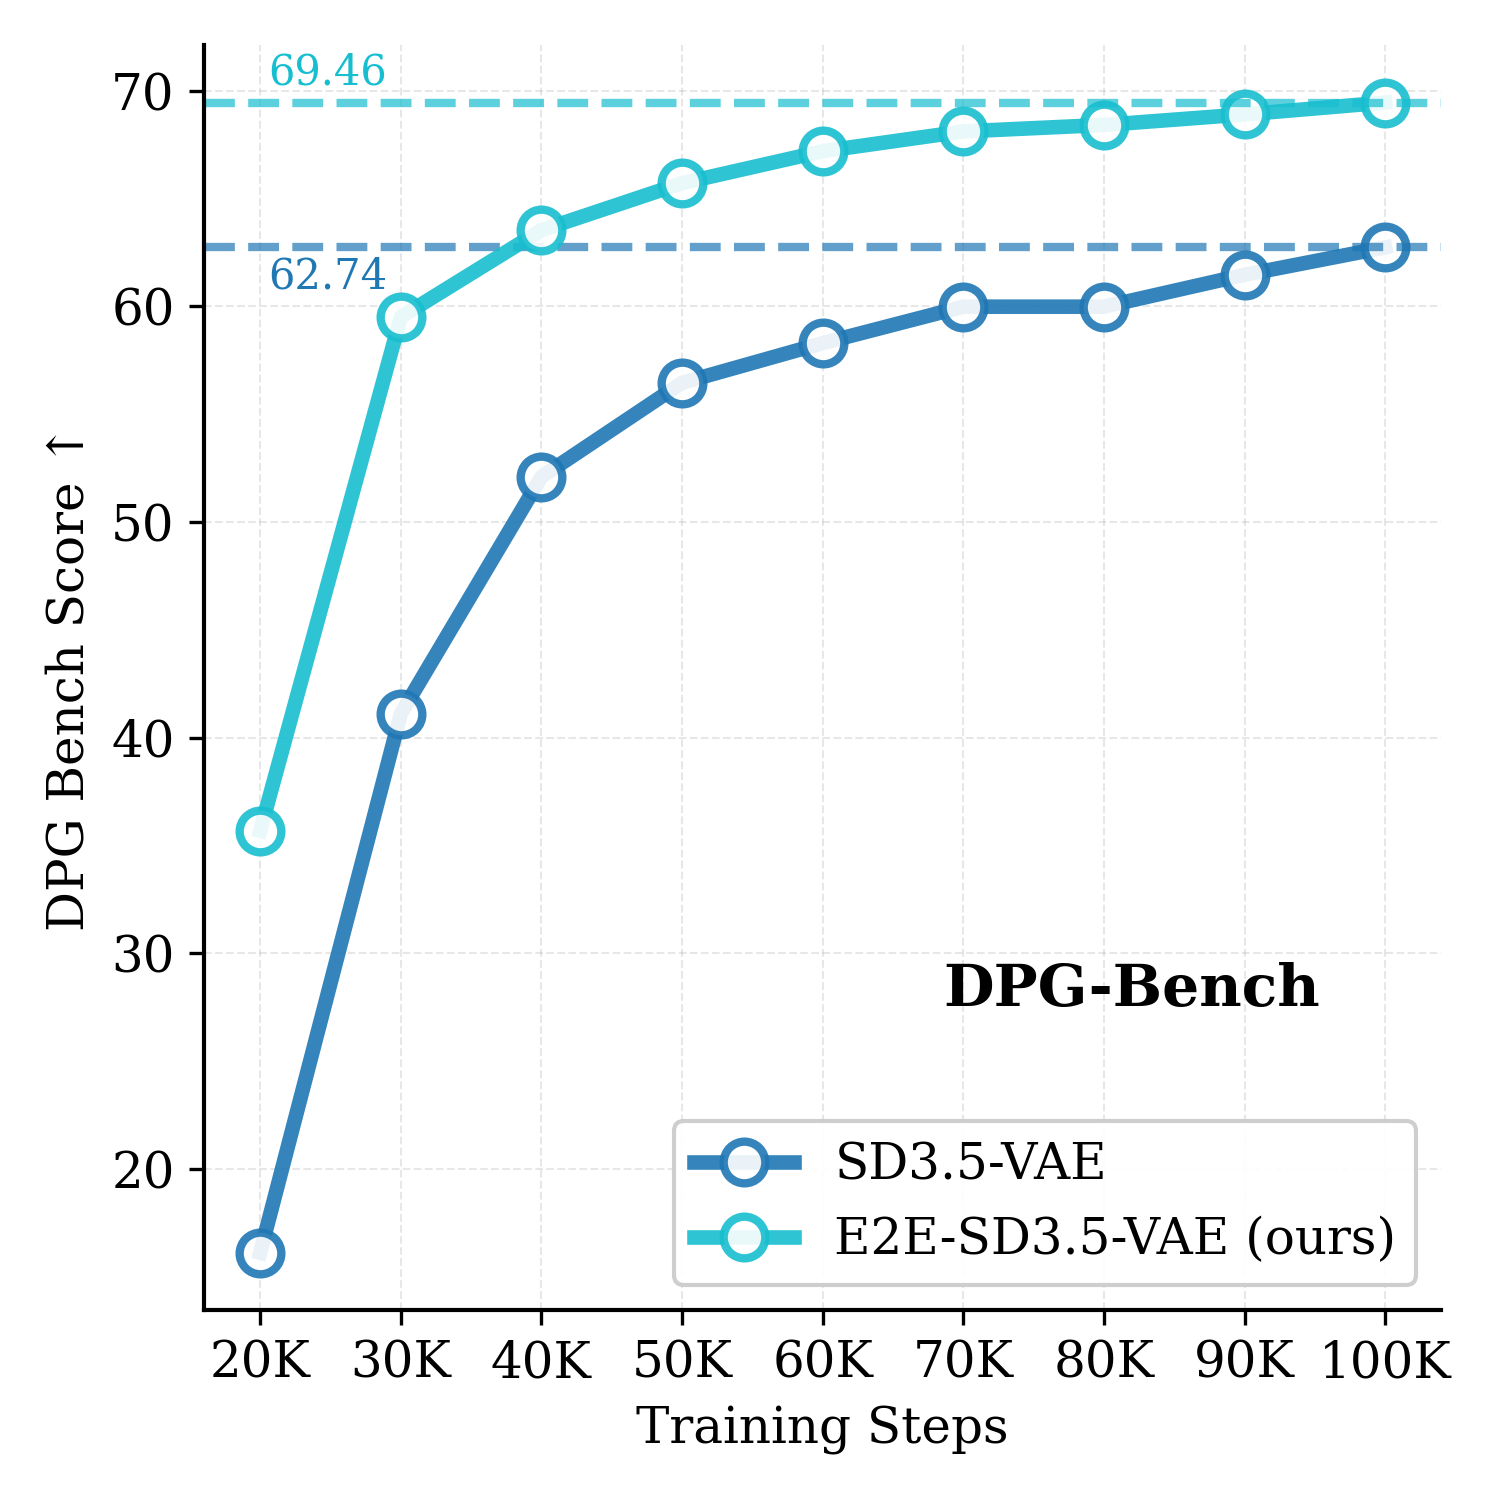 69.46
62.74
70
60
50
40
30
20
DPG Bench Score ↑
DPG-Bench
SD3.5-VAE
E2E-SD3.5-VAE (ours)
20K 30K 40K 50K 60K 70K 80K 90K 100K
Training Steps